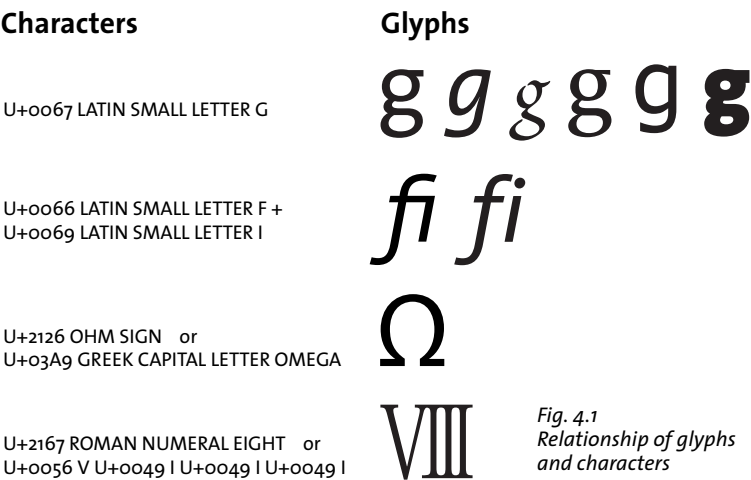 Characters Glyphs
U+0067 LATIN SMALL LETTER G g g g g g g
U+0066 LATIN SMALL LETTER F +
U+0069 LATIN SMALL LETTER I
fi fi
U+2126 OHM SIGN or
U+03A9 GREEK CAPITAL LETTER OMEGA
Ω
U+2167 ROMAN NUMERAL EIGHT or
U+0056 V U+0049 I U+0049 I U+0049 I
VIII
Fig. 4.1
Relationship of glyphs
and characters